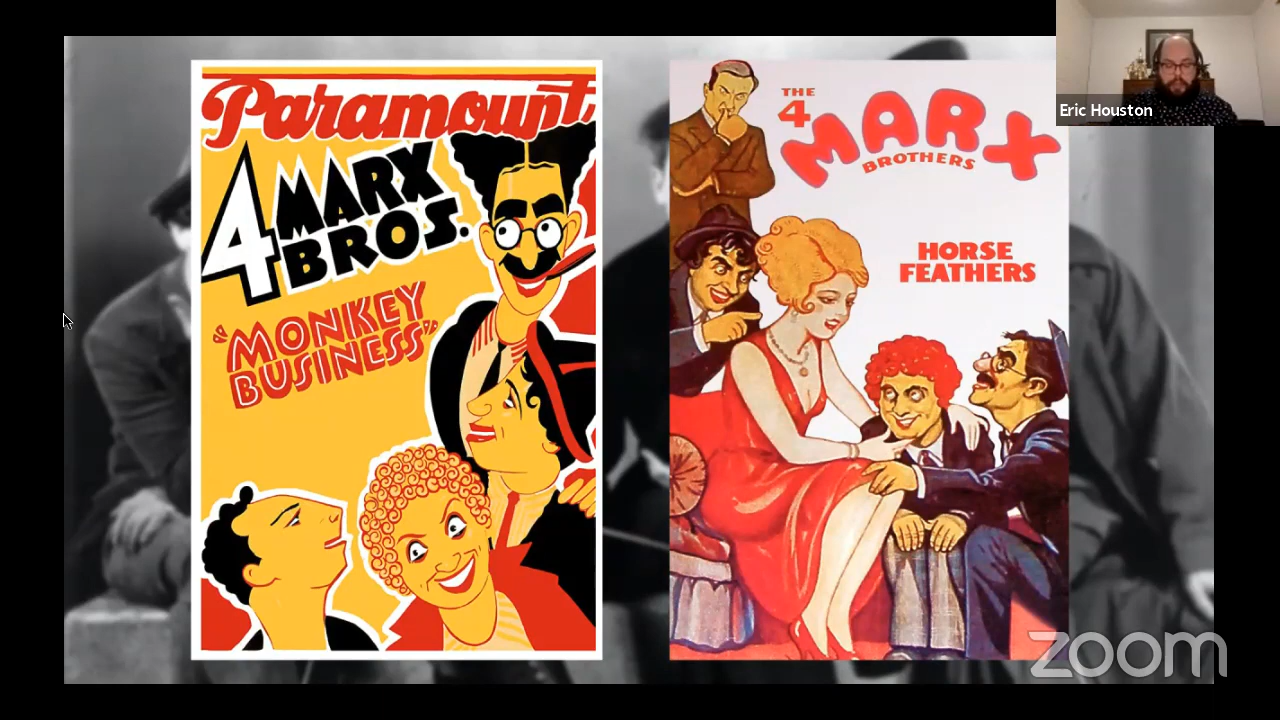 Paramount
4 MARX
BROS.
"MONKEY
BUSINESS"
THE
4
MARX
BROTHERS
HORSE
FEATHERS
Eric Houston
zoom